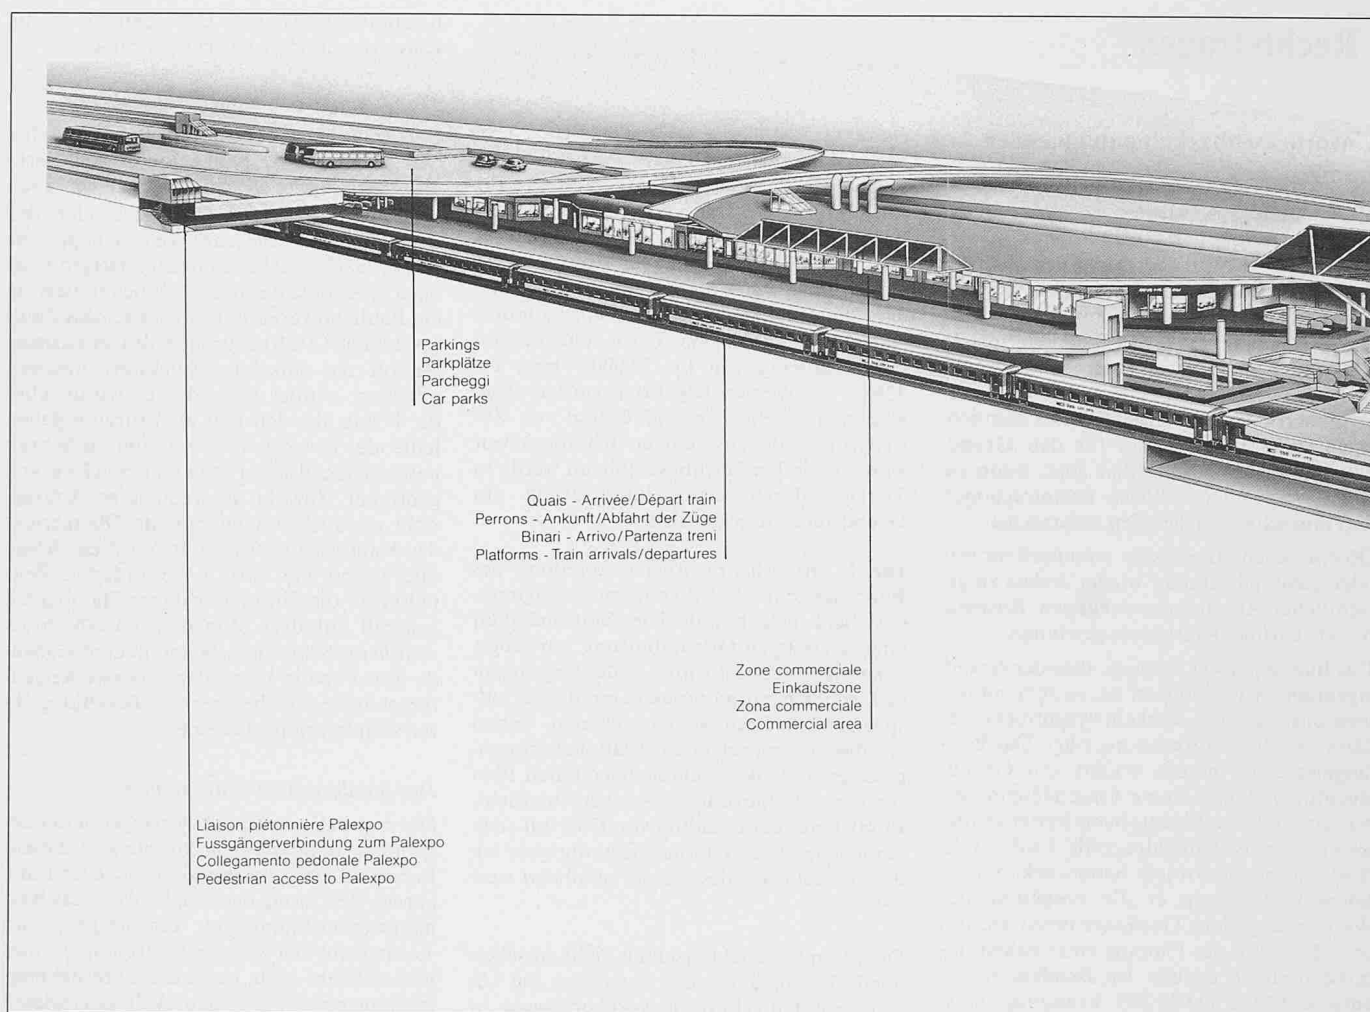 Parkings
Parkplätze
Parcheggi
Car parks
Quais - Arrivée/Départ train
Perrons - Ankunft/Abfahrt der Züge
Binari - Arrivo/Partenza treni
Platforms - Train arrivals/departures
Zone commerciale
Einkaufszone
Zona commerciale
Commercial area
Liaison piétonnière Palexpo
Fussgängerverbindung zum Palexpo
Collegamento pedonale Palexpo
Pedestrian access to Palexpo